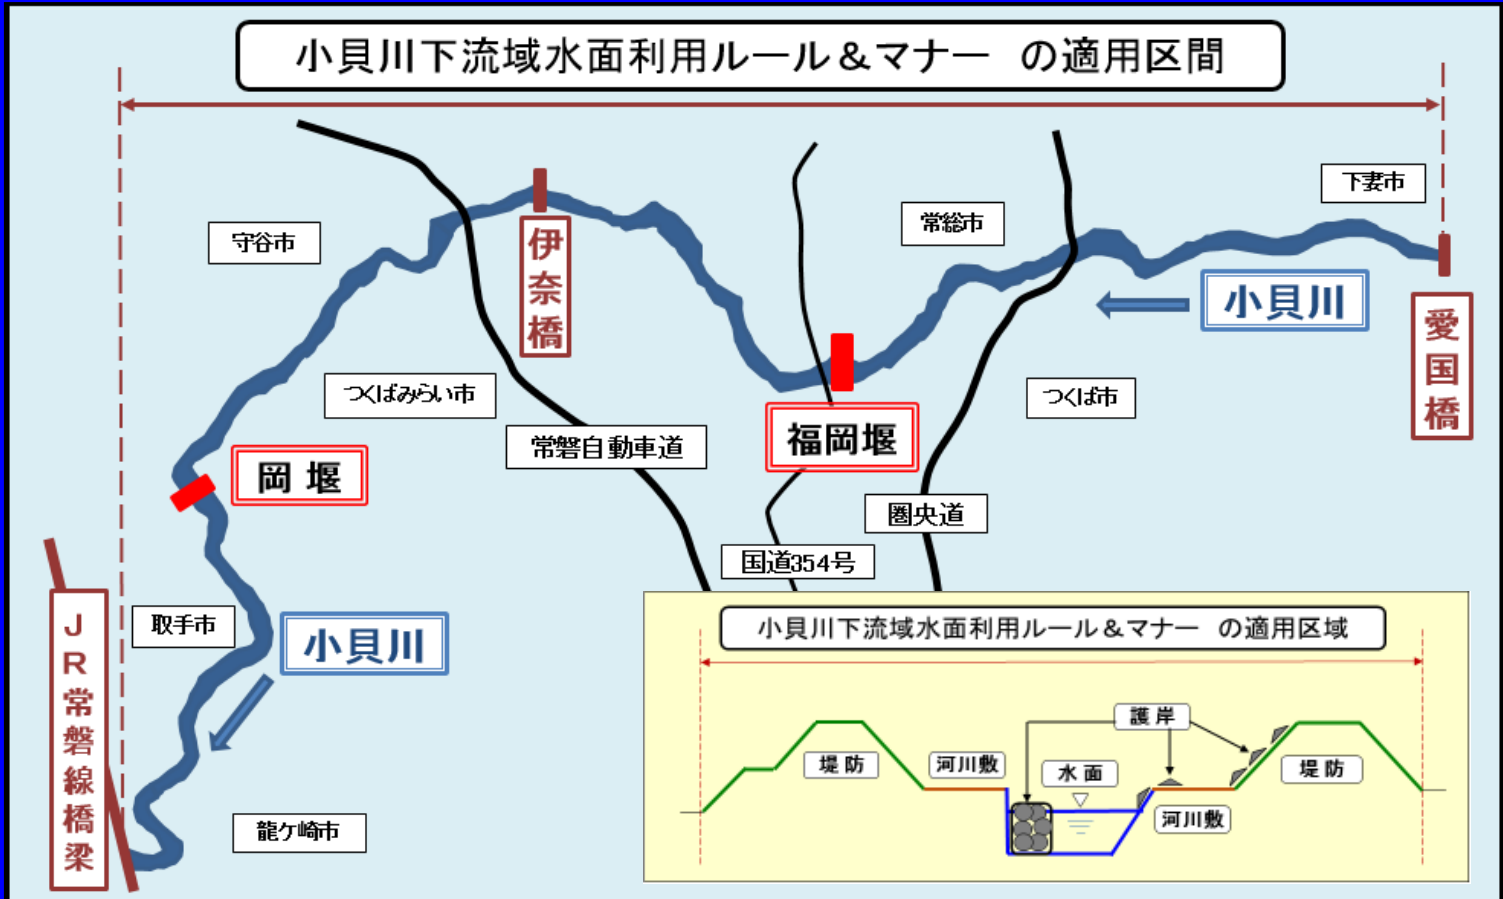 小貝川下流域水面利用ルール＆マナー　の適用区間
下妻市
守谷市
常総市
伊奈橋
小貝川
愛国橋
つくばみらい市
つくば市
常磐自動車道
福岡堰
岡 堰
圏央道
国道354号
JR常磐線橋梁
取手市
小貝川
龍ケ崎市
小貝川下流域水面利用ルール＆マナー　の適用区域
護 岸
堤 防
河川敷
水 面
堤 防
河川敷